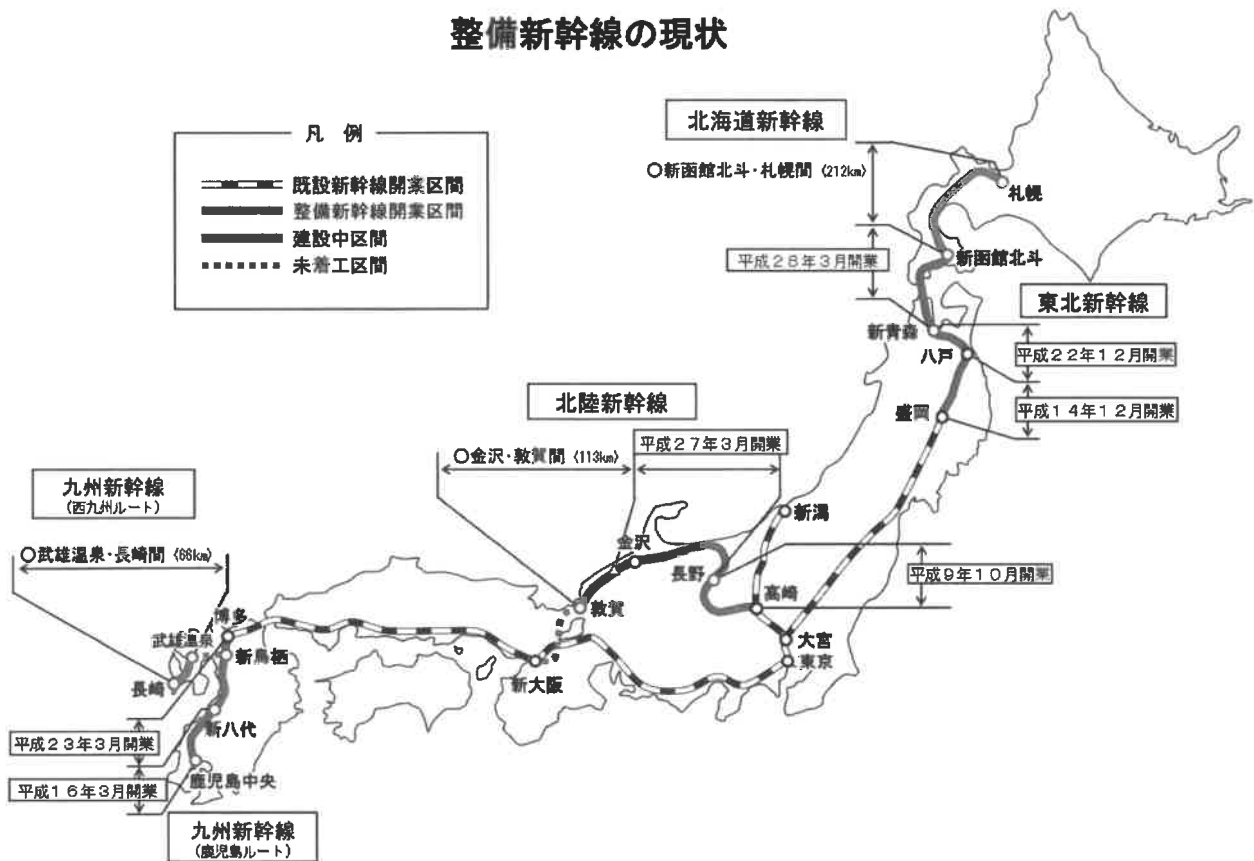 整備新幹線の現状
凡 例
既設新幹線開業区間
整備新幹線開業区間
建設中区間
未着工区間
北海道新幹線
○新函館北斗・札幌間〈212km〉
札幌
平成28年3月開業
新函館北斗
東北新幹線
新青森
八戸
平成22年12月開業
盛岡
平成14年12月開業
北陸新幹線
平成27年3月開業
○金沢・敦賀間〈113km〉
九州新幹線
(西九州ルート)
○武雄温泉・長崎間〈66km〉
新潟
金沢
長野
平成9年10月開業
高崎
敦賀
大宮
東京
博多
武雄温泉
新鳥栖
新大阪
長崎
新八代
平成23年3月開業
鹿児島中央
平成16年3月開業
九州新幹線
(鹿児島ルート)